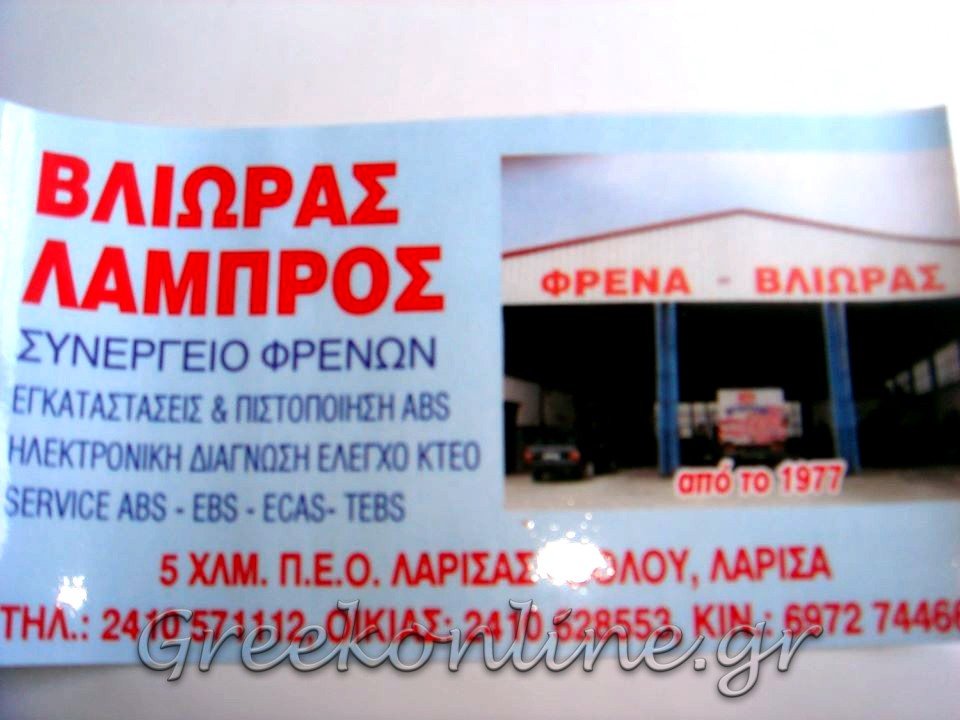 ΒΛΙΩΡΑΣ
ΛΑΜΠΡΟΣ
ΣΥΝΕΡΓΕΙΟ ΦΡΕΝΩΝ
ΕΓΚΑΤΑΣΤΑΣΕΙΣ & ΠΙΣΤΟΠΟΙΗΣΗ ABS
ΗΛΕΚΤΡΟΝΙΚΗ ΔΙΑΓΝΩΣΗ ΕΛΕΓΧΟ ΚΤΕΟ
SERVICE ABS - EBS - ECAS- TEBS
ΦΡΕΝΑ - ΒΛΙΩΡΑΣ
από το 1977
5 ΧΛΜ. Π.Ε.Ο. ΛΑΡΙΣΑΣ ΛΑΡΙΣΑ
ΤΗΛ.: 2410 571112, ΟΙΚΙΑΣ: 2410 628553, ΚΙΝ.: 6972 74466
Greekonline.gr